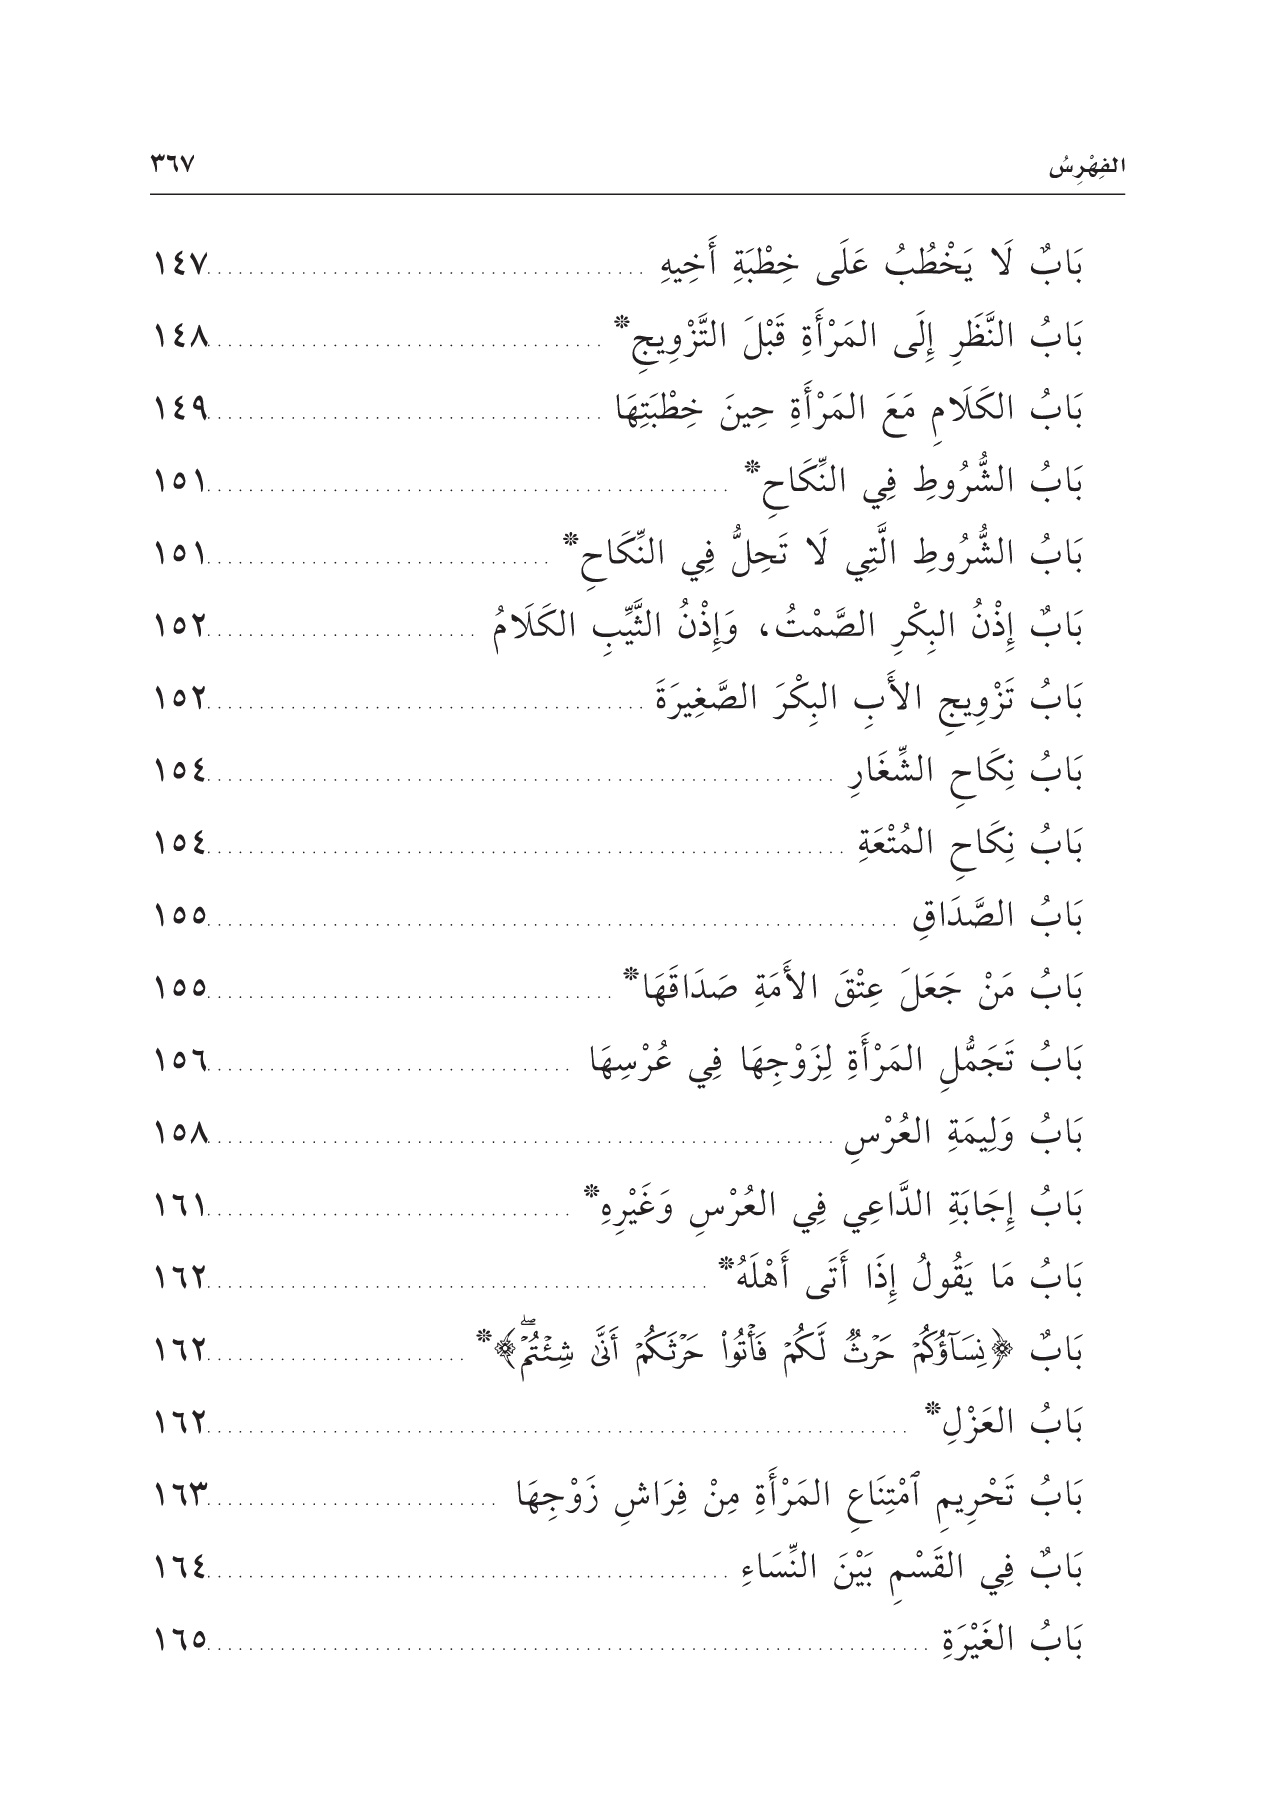 الفِهْرِسُ ٣٦٧
بَابٌ لَا يَخْطُبُ عَلَى خِطْبَةِ أَخِيهِ ........ ١٤٧
بَابُ النَّظَرِ إِلَى المَرْأَةِ قَبْلَ التَّزْوِيجِ* ........ ١٤٨
بَابُ الكَلَامِ مَعَ المَرْأَةِ حِينَ خِطْبَتِهَا ........ ١٤٩
بَابُ الشُّرُوطِ فِي النِّكَاحِ* ........ ١٥١
بَابُ الشُّرُوطِ الَّتِي لَا تَحِلُّ فِي النِّكَاحِ* ........ ١٥١
بَابٌ إِذْنُ البِكْرِ الصَّمْتُ، وَإِذْنُ الثَّيِّبِ الكَلَامُ ........ ١٥٢
بَابُ تَزْوِيجِ الأَبِ البِكْرَ الصَّغِيرَةَ ........ ١٥٢
بَابُ نِكَاحِ الشِّغَارِ ........ ١٥٤
بَابُ نِكَاحِ المُتْعَةِ ........ ١٥٤
بَابُ الصَّدَاقِ ........ ١٥٥
بَابُ مَنْ جَعَلَ عِتْقَ الأَمَةِ صَدَاقَهَا* ........ ١٥٥
بَابُ تَجَمُّلِ المَرْأَةِ لِزَوْجِهَا فِي عُرْسِهَا ........ ١٥٦
بَابُ وَلِيمَةِ العُرْسِ ........ ١٥٨
بَابُ إِجَابَةِ الدَّاعِي فِي العُرْسِ وَغَيْرِهِ* ........ ١٦١
بَابُ مَا يَقُولُ إِذَا أَتَى أَهْلَهُ* ........ ١٦٢
بَابٌ ﴿نِسَآؤُكُمۡ حَرۡثٞ لَّكُمۡ فَأۡتُواْ حَرۡثَكُمۡ أَنَّىٰ شِئۡتُمۡۖ﴾* ........ ١٦٢
بَابُ العَزْلِ* ........ ١٦٢
بَابُ تَحْرِيمِ ٱمْتِنَاعِ المَرْأَةِ مِنْ فِرَاشِ زَوْجِهَا ........ ١٦٣
بَابٌ فِي القَسْمِ بَيْنَ النِّسَاءِ ........ ١٦٤
بَابُ الغَيْرَةِ ........ ١٦٥